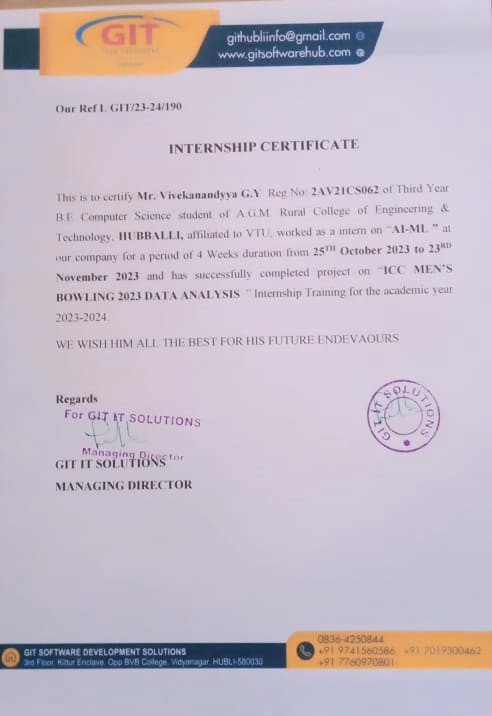 GIT
githubliinfo@gmail.com
www.gitsoftwarehub.com
Our Ref L GIT/23-24/190
INTERNSHIP CERTIFICATE
This is to certify Mr. Vivekanandyya G.Y Reg No: 2AV21CS062 of Third Year
B.E Computer Science student of A.G.M. Rural College of Engineering &
Technology, HUBBALLI, affiliated to VTU, worked as a intern on “AI-ML ” at
our company for a period of 4 Weeks duration from 25TH October 2023 to 23RD
November 2023 and has successfully completed project on “ICC MEN'S
BOWLING 2023 DATA ANALYSIS ” Internship Training for the academic year
2023-2024.
WE WISH HIM ALL THE BEST FOR HIS FUTURE ENDEVAOURS
Regards
For GIT IT SOLUTIONS
Managing Director
GIT IT SOLUTIONS
MANAGING DIRECTOR
GIT IT SOLUTIONS
GIT SOFTWARE DEVELOPMENT SOLUTIONS
3rd Floor, Kittur Enclave, Opp BVB College, Vidyanagar, HUBLI-580030
0836-4250844
+91 9741560586, +91 7019300462
+91 7760970801